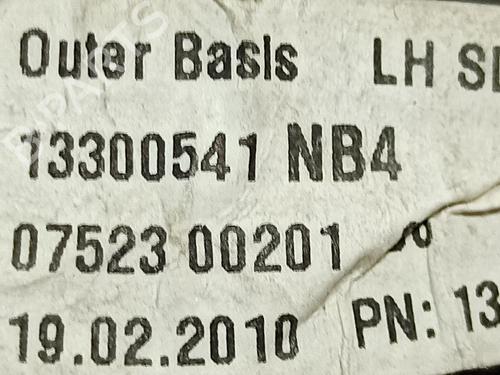 Outer Basis LH
13300541 NB4
07523 00201
19.02.2010 PN: 13